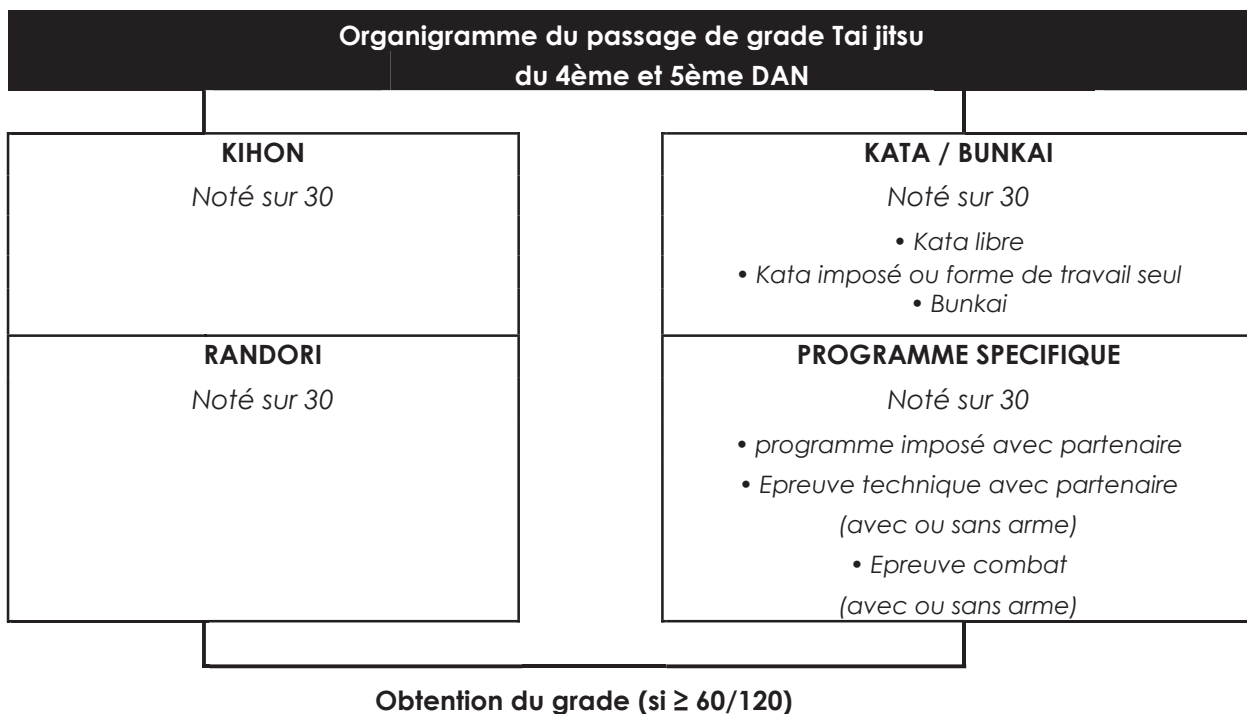 Organigramme du passage de grade Tai jitsu
du 4ème et 5ème DAN
KIHON
Noté sur 30
KATA / BUNKAI
Noté sur 30
• Kata libre
• Kata imposé ou forme de travail seul
• Bunkai
RANDORI
Noté sur 30
PROGRAMME SPECIFIQUE
Noté sur 30
• programme imposé avec partenaire
• Epreuve technique avec partenaire
(avec ou sans arme)
• Epreuve combat
(avec ou sans arme)
Obtention du grade (si ≥ 60/120)